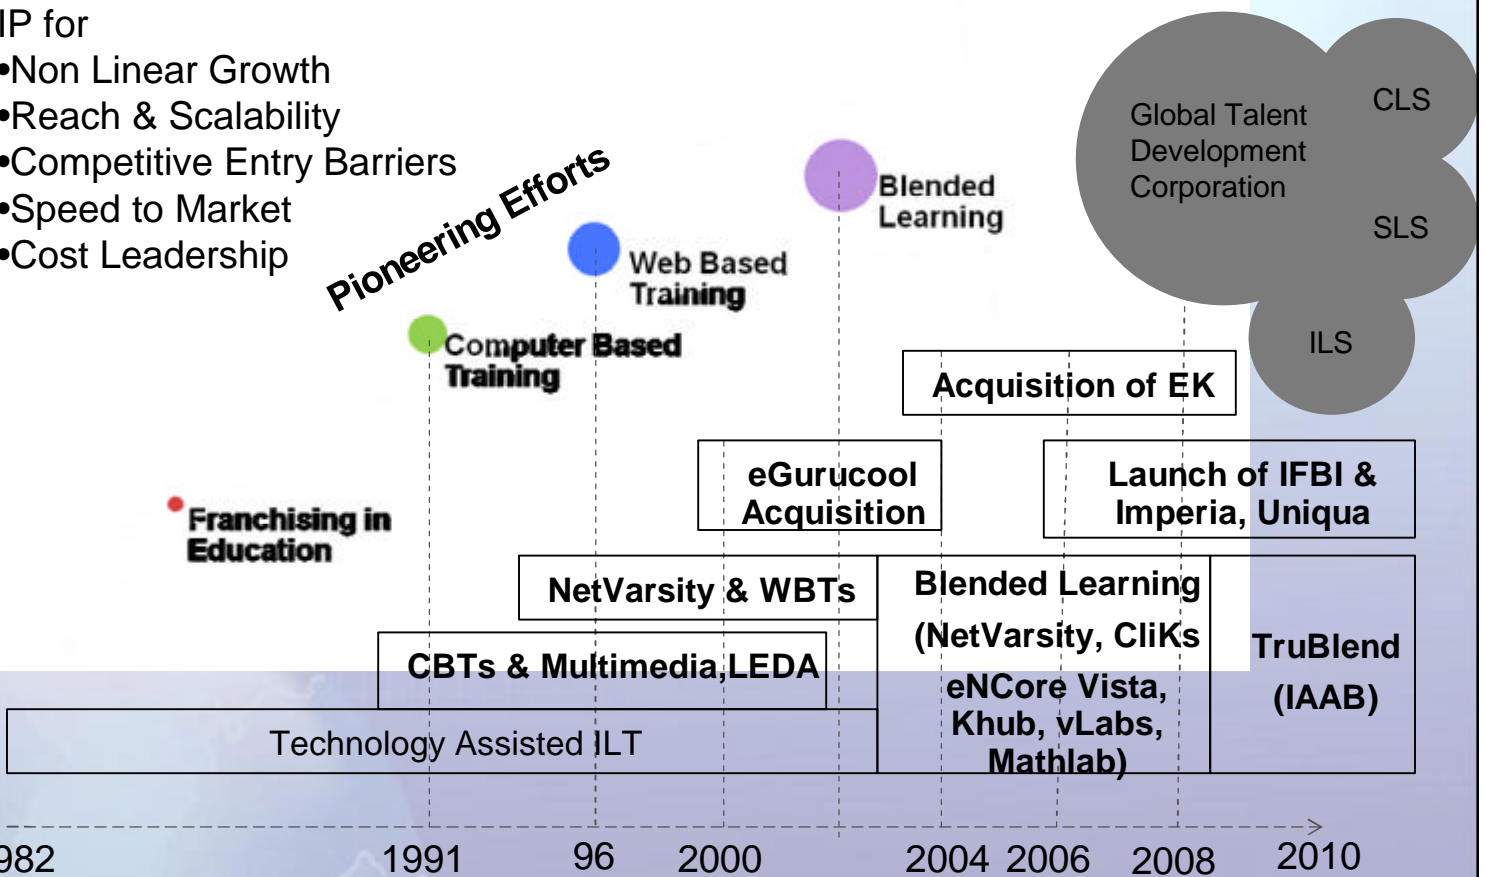 IP for
•Non Linear Growth
•Reach & Scalability
•Competitive Entry Barriers
•Speed to Market
•Cost Leadership
Pioneering Efforts
Global Talent
Development
Corporation
CLS
SLS
ILS
Blended
Learning
Web Based
Training
Computer Based
Training
Franchising in
Education
Acquisition of EK
eGurucool
Acquisition
Launch of IFBI &
Imperia, Uniqua
NetVarsity & WBTs
Blended Learning
(NetVarsity, CliKs
eNCore Vista,
Khub, vLabs,
Mathlab)
TruBlend
(IAAB)
CBTs & Multimedia,LEDA
Technology Assisted ILT
982
1991
96
2000
2004
2006
2008
2010